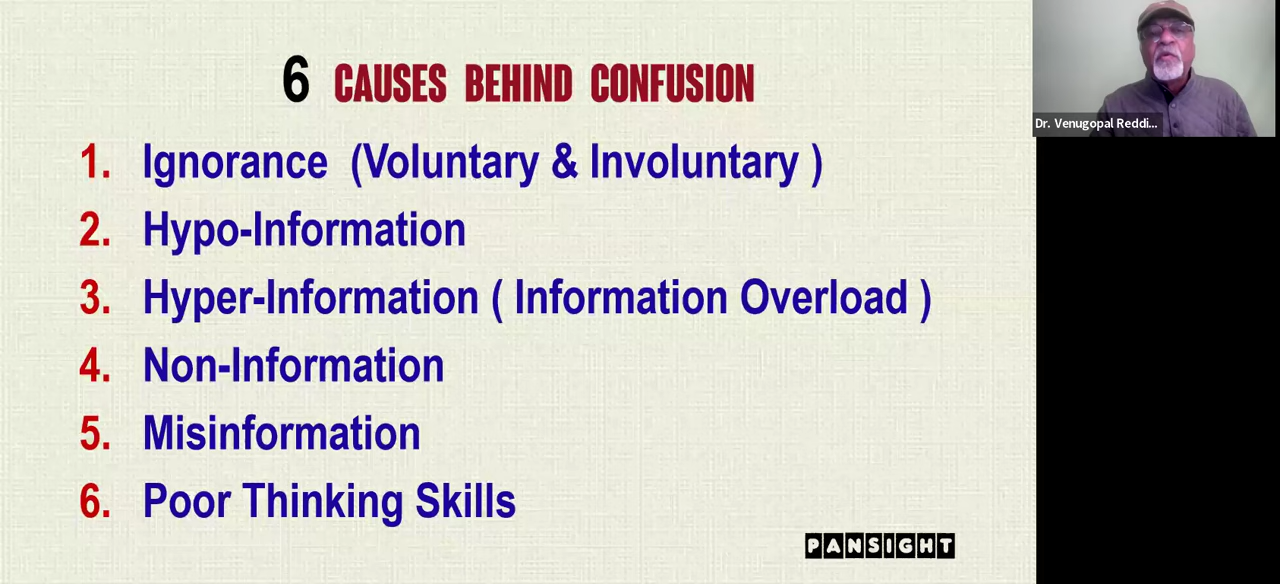 6 CAUSES BEHIND CONFUSION
1. Ignorance (Voluntary & Involuntary )
2. Hypo-Information
3. Hyper-Information ( Information Overload )
4. Non-Information
5. Misinformation
6. Poor Thinking Skills
PANSIGHT
Dr. Venugopal Reddi...